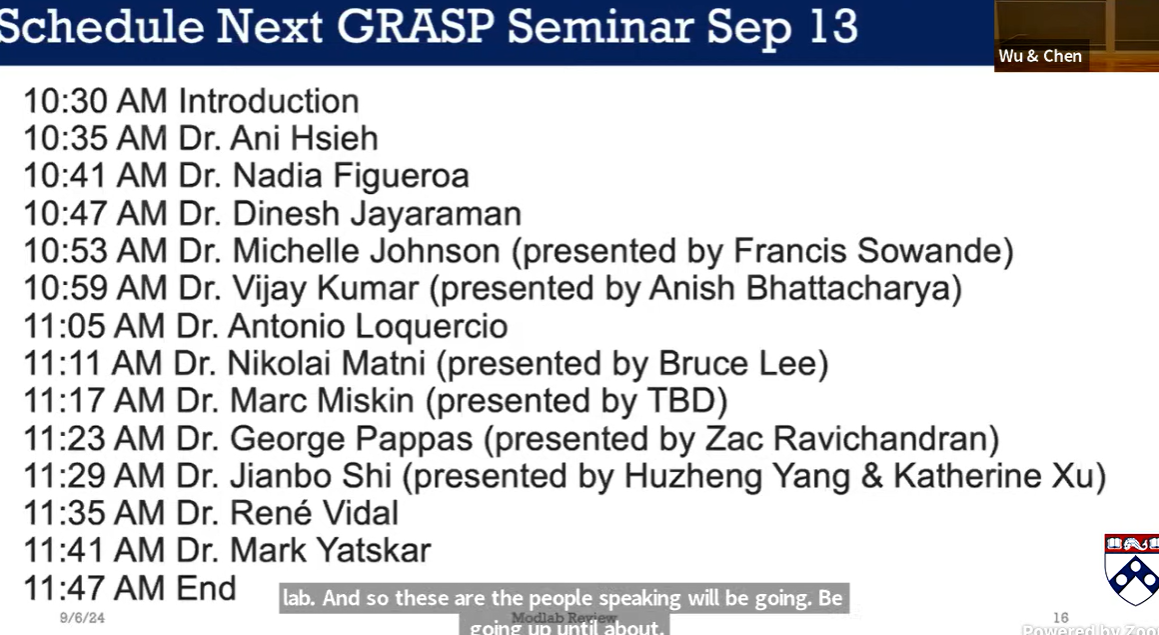 Schedule Next GRASP Seminar Sep 13
Wu & Chen
10:30 AM Introduction
10:35 AM Dr. Ani Hsieh
10:41 AM Dr. Nadia Figueroa
10:47 AM Dr. Dinesh Jayaraman
10:53 AM Dr. Michelle Johnson (presented by Francis Sowande)
10:59 AM Dr. Vijay Kumar (presented by Anish Bhattacharya)
11:05 AM Dr. Antonio Loquercio
11:11 AM Dr. Nikolai Matni (presented by Bruce Lee)
11:17 AM Dr. Marc Miskin (presented by TBD)
11:23 AM Dr. George Pappas (presented by Zac Ravichandran)
11:29 AM Dr. Jianbo Shi (presented by Huzheng Yang & Katherine Xu)
11:35 AM Dr. René Vidal
11:41 AM Dr. Mark Yatskar
11:47 AM End
lab. And so these are the people speaking will be going. Be
going up until about.
9/6/24
Modlab Review
16
Powered by Zoo